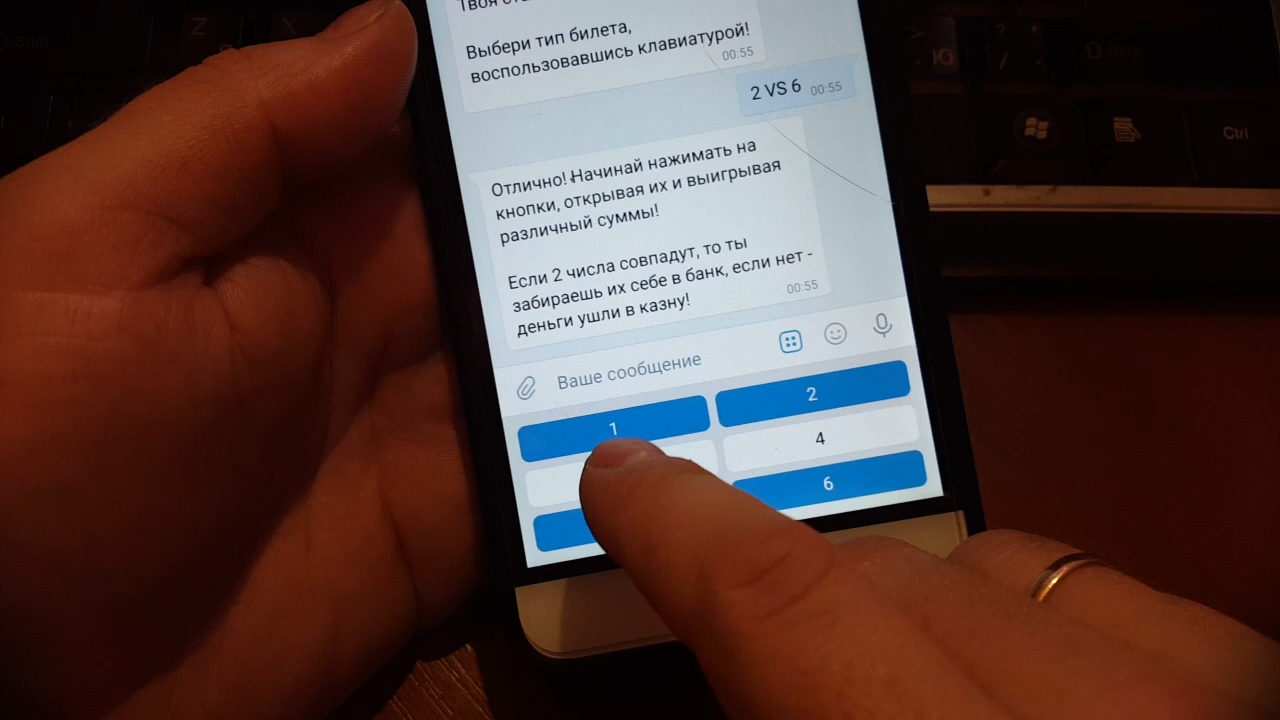 Твоя
Выбери тип билета,
воспользовавшись клавиатурой!
00:55
2 VS 6 00:55
Отлично! Начинай нажимать на
кнопки, открывая их и выигрывая
различный суммы!
Если 2 числа совпадут, то ты
забираешь их себе в банк, если нет -
деньги ушли в казну!
00:55
Ваше сообщение
1
2
4
6
Z
X
Ю
Ctrl